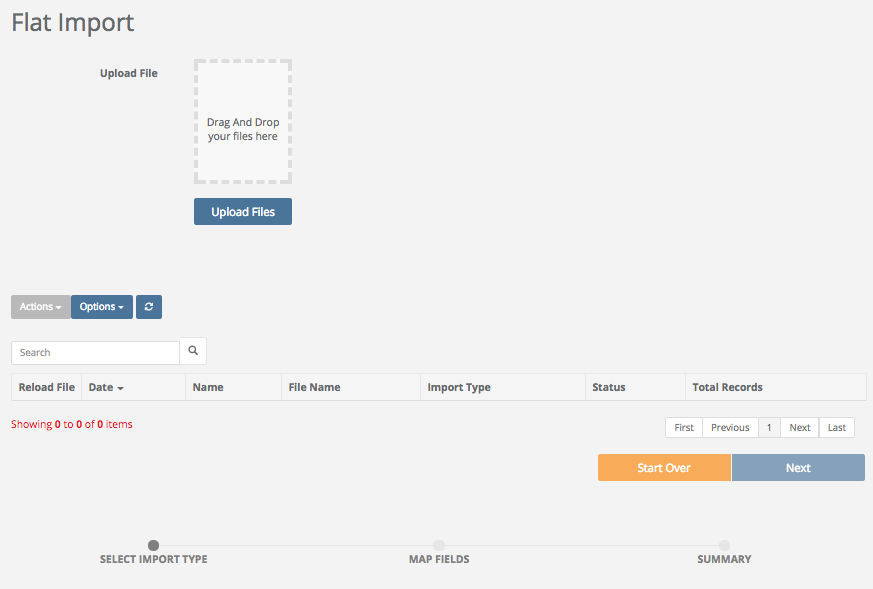 Flat Import
Upload File
Drag And Drop
your files here
Upload Files
Actions Options
Search
Reload File Date Name File Name Import Type Status Total Records
Showing 0 to 0 of 0 items
First Previous 1 Next Last
Start Over Next
SELECT IMPORT TYPE MAP FIELDS SUMMARY